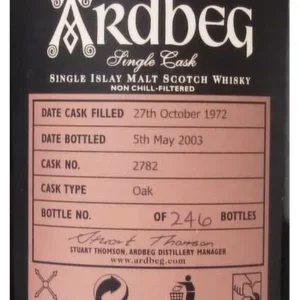 ARDBEG
Single Cask
SINGLE ISLAY MALT SCOTCH WHISKY
NON CHILL-FILTERED
DATE CASK FILLED 27th October 1972
DATE BOTTLED 5th May 2003
CASK NO. 2782
CASK TYPE Oak
BOTTLE NO. OF 246 BOTTLES
Stuart Thomson
STUART THOMSON, ARDBEG DISTILLERY MANAGER
www.ardbeg.com